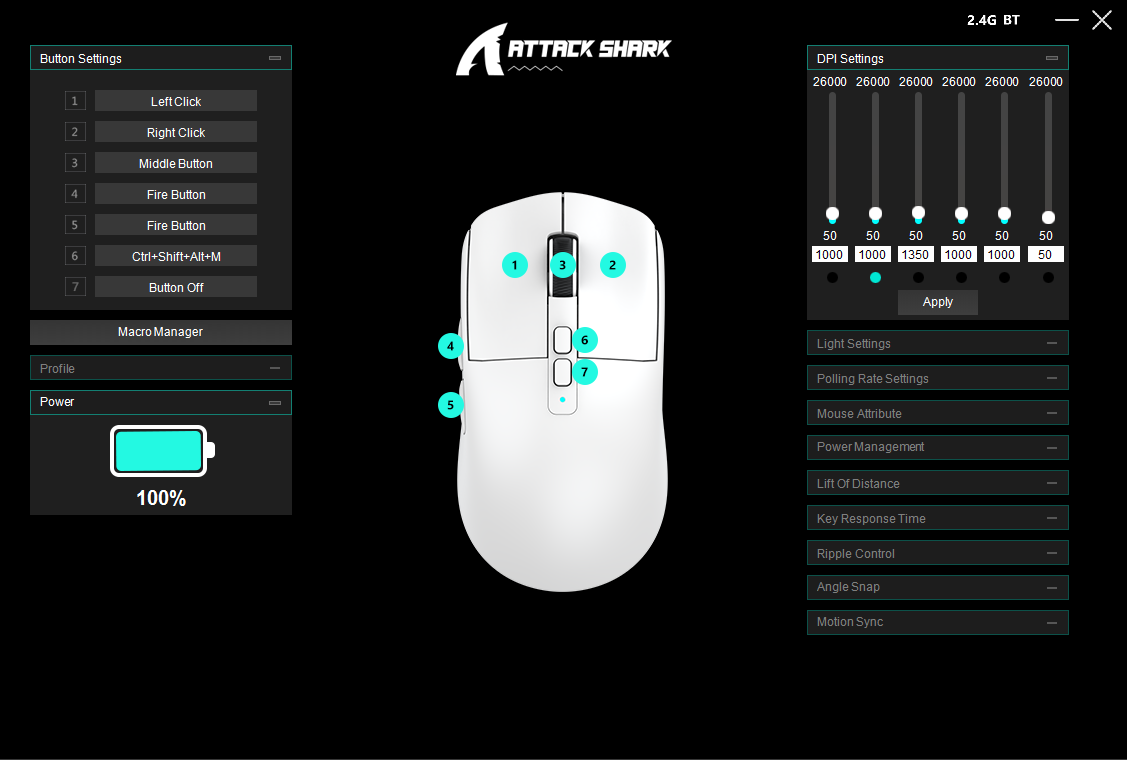 2.4G BT
ATTACK SHARK
Button Settings
1 Left Click
2 Right Click
3 Middle Button
4 Fire Button
5 Fire Button
6 Ctrl+Shift+Alt+M
7 Button Off
Macro Manager
Profile
Power
100%
1 3 2
4 6
7
5
DPI Settings
26000 26000 26000 26000 26000 26000
50 50 50 50 50 50
1000 1000 1350 1000 1000 50
Apply
Light Settings
Polling Rate Settings
Mouse Attribute
Power Management
Lift Of Distance
Key Response Time
Ripple Control
Angle Snap
Motion Sync